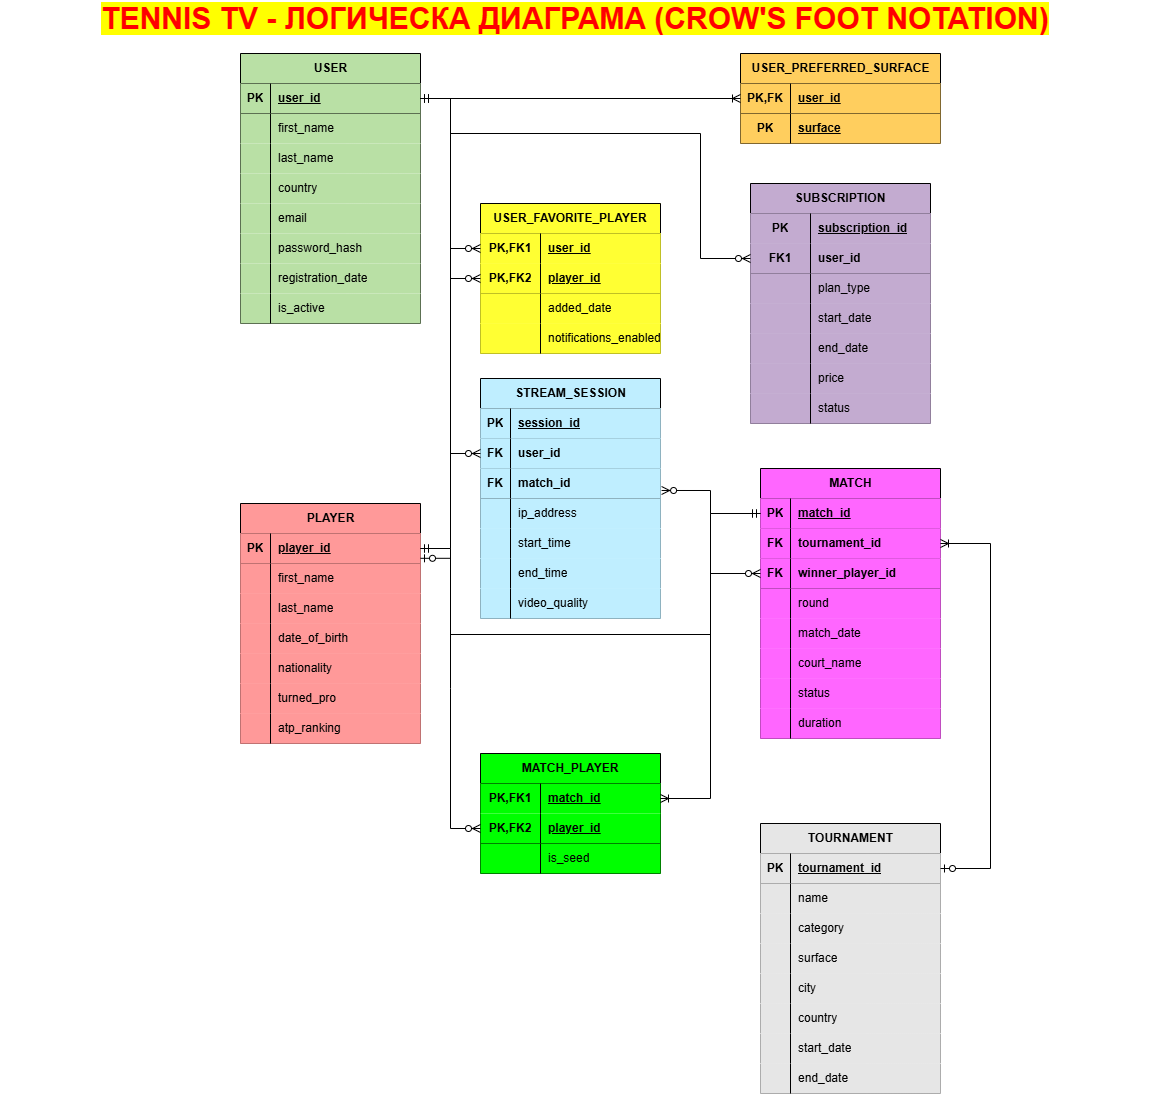 TENNIS TV - ЛОГИЧЕСКА ДИАГРАМА (CROW'S FOOT NOTATION)
USER
PK user_id
first_name
last_name
country
email
password_hash
registration_date
is_active
USER_PREFERRED_SURFACE
PK,FK user_id
PK surface
USER_FAVORITE_PLAYER
PK,FK1 user_id
PK,FK2 player_id
added_date
notifications_enabled
SUBSCRIPTION
PK subscription_id
FK1 user_id
plan_type
start_date
end_date
price
status
STREAM_SESSION
PK session_id
FK user_id
FK match_id
ip_address
start_time
end_time
video_quality
PLAYER
PK player_id
first_name
last_name
date_of_birth
nationality
turned_pro
atp_ranking
MATCH
PK match_id
FK tournament_id
FK winner_player_id
round
match_date
court_name
status
duration
MATCH_PLAYER
PK,FK1 match_id
PK,FK2 player_id
is_seed
TOURNAMENT
PK tournament_id
name
category
surface
city
country
start_date
end_date